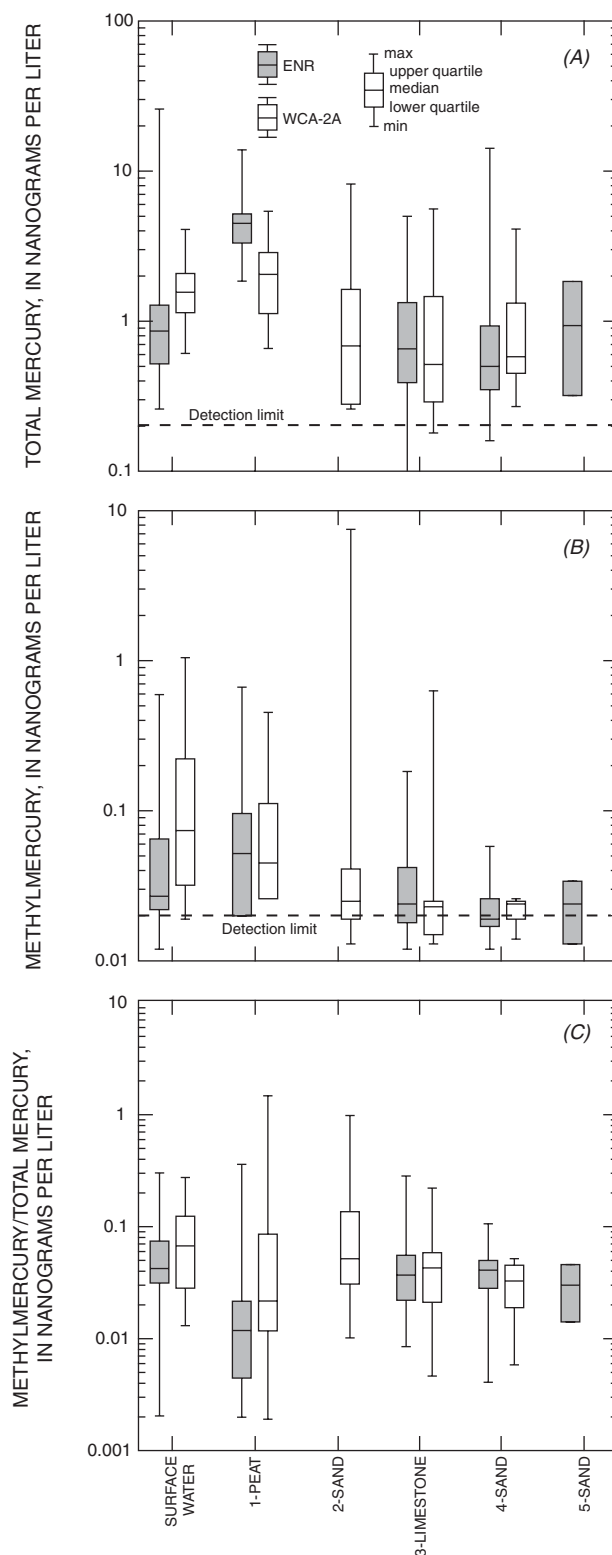 TOTAL MERCURY, IN NANOGRAMS PER LITER
100
10
1
0.1
(A)
ENR
WCA-2A
max
upper quartile
median
lower quartile
min
Detection limit
METHYLMERCURY, IN NANOGRAMS PER LITER
10
1
0.1
0.01
(B)
Detection limit
METHYLMERCURY/TOTAL MERCURY,
IN NANOGRAMS PER LITER
10
1
0.1
0.01
0.001
(C)
SURFACE
WATER
1-PEAT
2-SAND
3-LIMESTONE
4-SAND
5-SAND